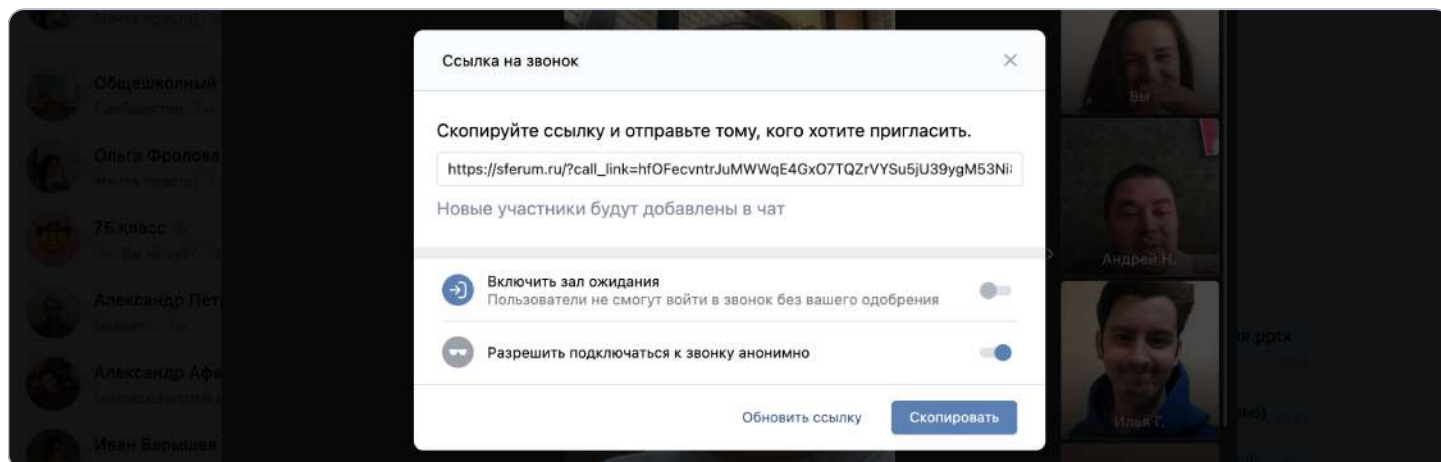 Общешкольный
Сообщество
Ольга Фролова
7Б класс
Александр Пет
Александр Афа
Иван Барышев
Ссылка на звонок
Скопируйте ссылку и отправьте тому, кого хотите пригласить.
https://sferum.ru/?call_link=hfOFecvntrJuMWWqE4GxO7TQZrVYSu5jU39ygM53Ni
Новые участники будут добавлены в чат
Включить зал ожидания
Пользователи не смогут войти в звонок без вашего одобрения
Разрешить подключаться к звонку анонимно
Обновить ссылку
Скопировать
Вы
Андрей Н.
Илья Г.
.pptx